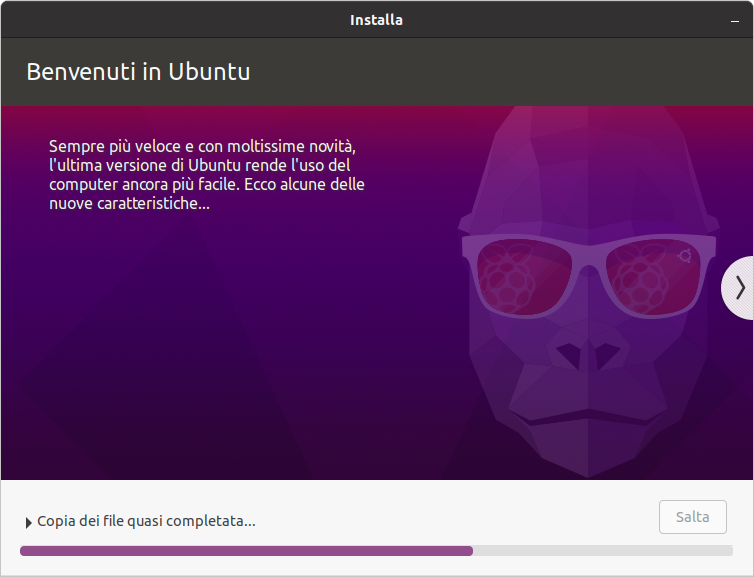 Installa
Benvenuti in Ubuntu
Sempre più veloce e con moltissime novità,
l'ultima versione di Ubuntu rende l'uso del
computer ancora più facile. Ecco alcune delle
nuove caratteristiche...
Copia dei file quasi completata...
Salta